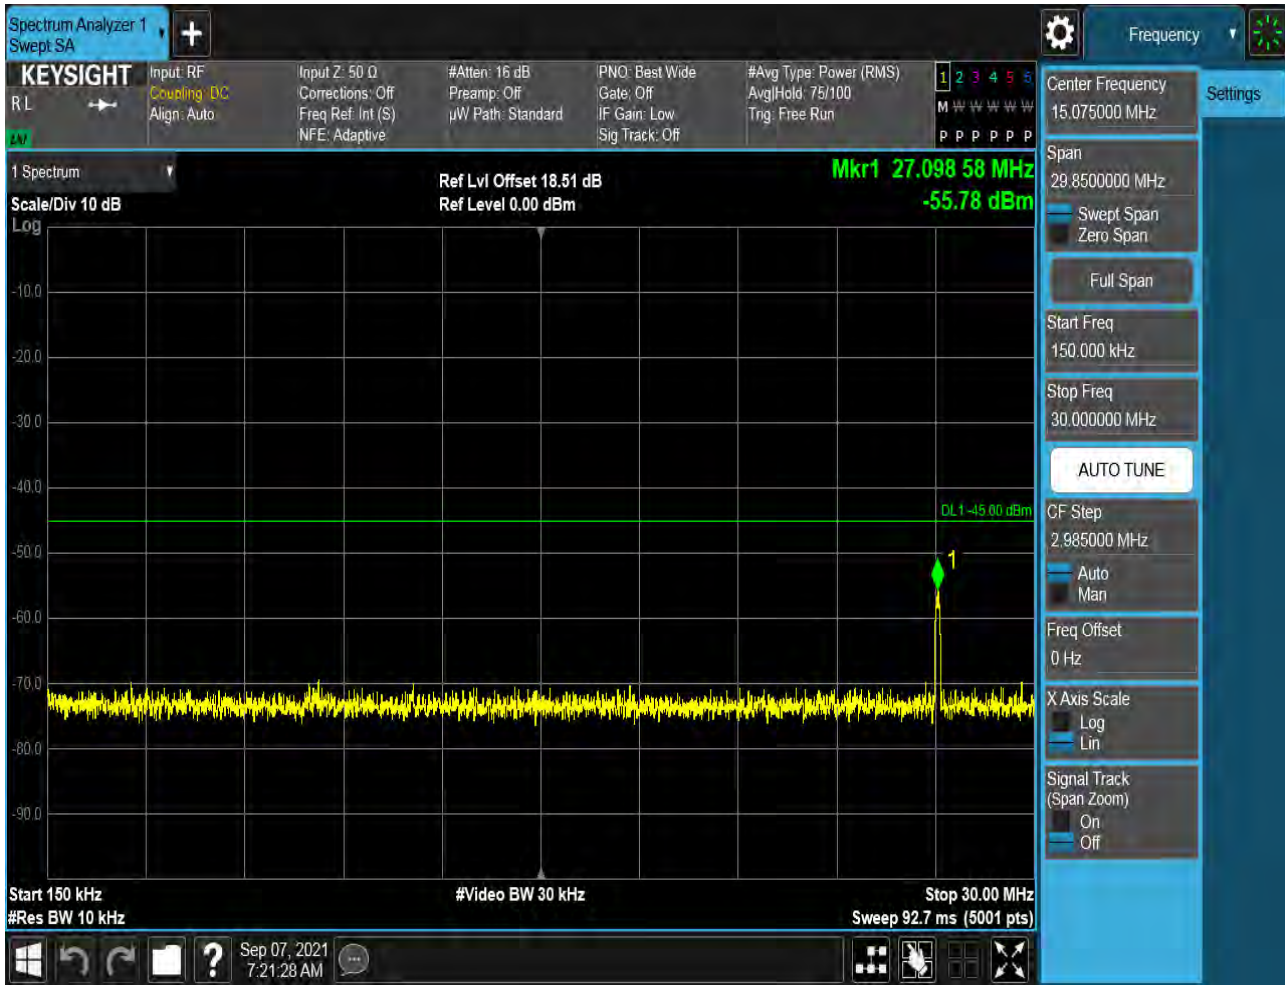 Spectrum Analyzer 1
Swept SA
Frequency
KEYSIGHT
R L
LNI
Input: RF
Coupling: DC
Align: Auto
Input Z: 50 Ω
Corrections: Off
Freq Ref: Int (S)
NFE: Adaptive
#Atten: 16 dB
Preamp: Off
µW Path: Standard
PNO: Best Wide
Gate: Off
IF Gain: Low
Sig Track: Off
#Avg Type: Power (RMS)
Avg|Hold: 75/100
Trig: Free Run
1 2 3 4 5 6
M W W W W W
P P P P P P
1 Spectrum
Scale/Div 10 dB
Log
Ref Lvl Offset 18.51 dB
Ref Level 0.00 dBm
Mkr1 27.098 58 MHz
-55.78 dBm
-10.0
-20.0
-30.0
-40.0
DL1 -45.00 dBm
-50.0
1
-60.0
-70.0
-80.0
-90.0
Start 150 kHz
#Res BW 10 kHz
#Video BW 30 kHz
Stop 30.00 MHz
Sweep 92.7 ms (5001 pts)
Center Frequency
15.075000 MHz
Settings
Span
29.8500000 MHz
Swept Span
Zero Span
Full Span
Start Freq
150.000 kHz
Stop Freq
30.000000 MHz
AUTO TUNE
CF Step
2.985000 MHz
Auto
Man
Freq Offset
0 Hz
X Axis Scale
Log
Lin
Signal Track
(Span Zoom)
On
Off
?
Sep 07, 2021
7:21:28 AM